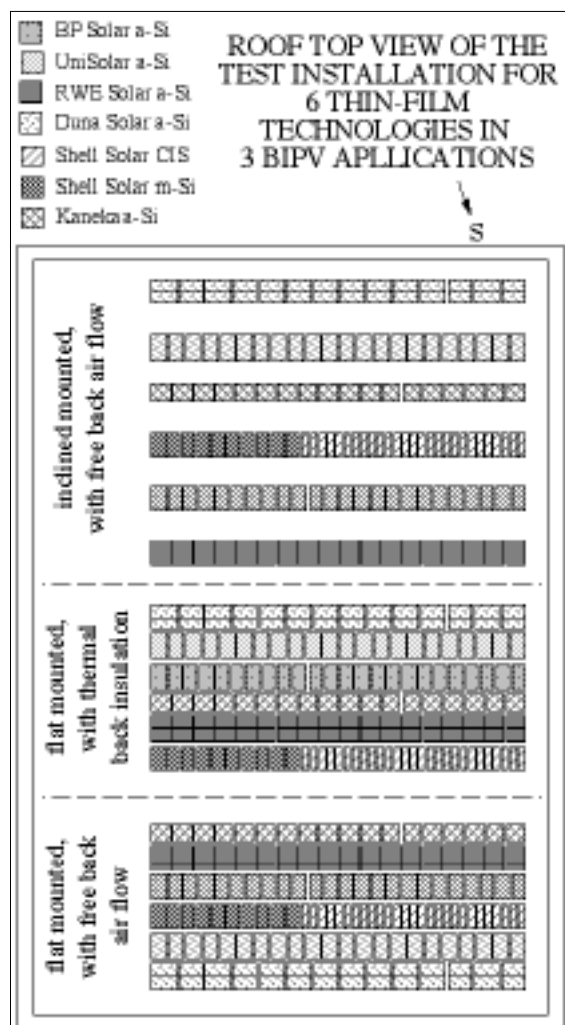 BP Solar a-Si
UniSolar a-Si
RWE Solar a-Si
Duna Solar a-Si
Shell Solar CIS
Shell Solar m-Si
Kaneka a-Si
ROOF TOP VIEW OF THE
TEST INSTALLATION FOR
6 THIN-FILM
TECHNOLOGIES IN
3 BIPV APLLICATIONS
S
inclined mounted,
with free back air flow
flat mounted,
with thermal
back insulation
flat mounted,
with free back
air flow